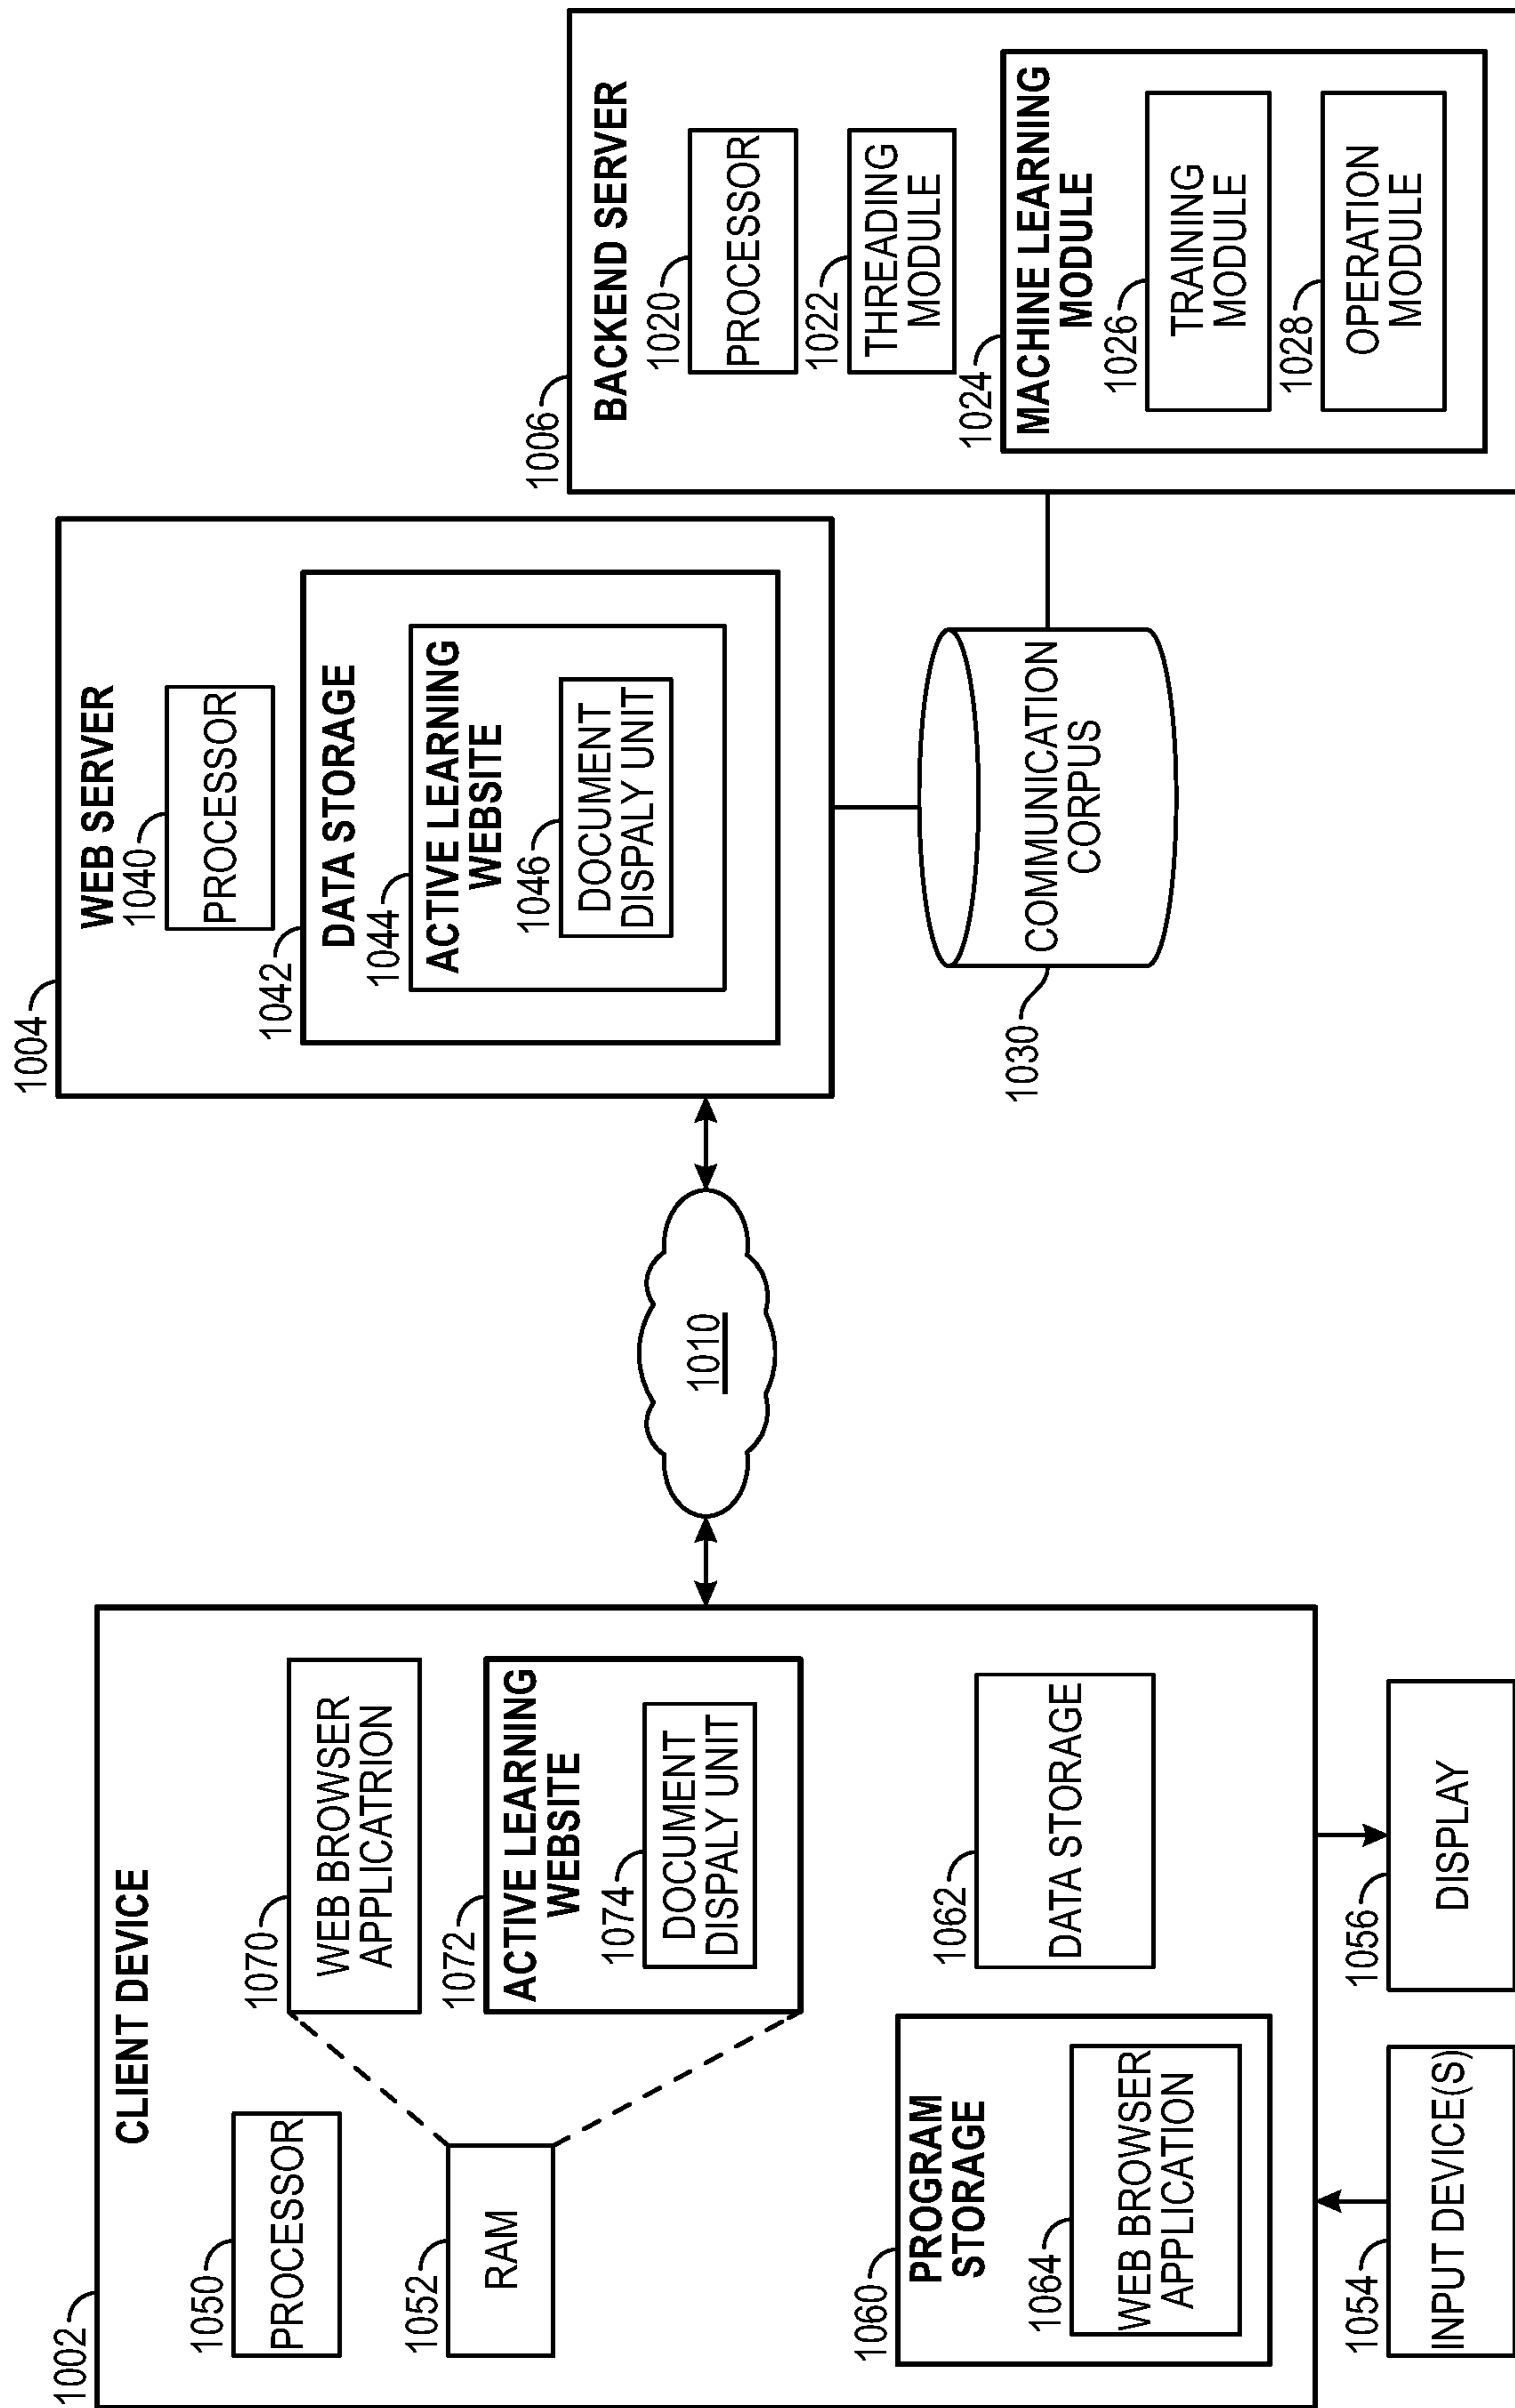 1002
CLIENT DEVICE
1050
PROCESSOR
1052
RAM
1070
WEB BROWSER
APPLICATRION
1072
ACTIVE LEARNING
WEBSITE
1074
DOCUMENT
DISPALY UNIT
1060
PROGRAM
STORAGE
1064
WEB BROWSER
APPLICATION
1062
DATA STORAGE
1054
INPUT DEVICE(S)
1056
DISPLAY
1010
1004
WEB SERVER
1040
PROCESSOR
1042
DATA STORAGE
1044
ACTIVE LEARNING
WEBSITE
1046
DOCUMENT
DISPALY UNIT
1030
COMMUNICATION
CORPUS
1006
BACKEND SERVER
1020
PROCESSOR
1022
THREADING
MODULE
1024
MACHINE LEARNING
MODULE
1026
TRAINING
MODULE
1028
OPERATION
MODULE